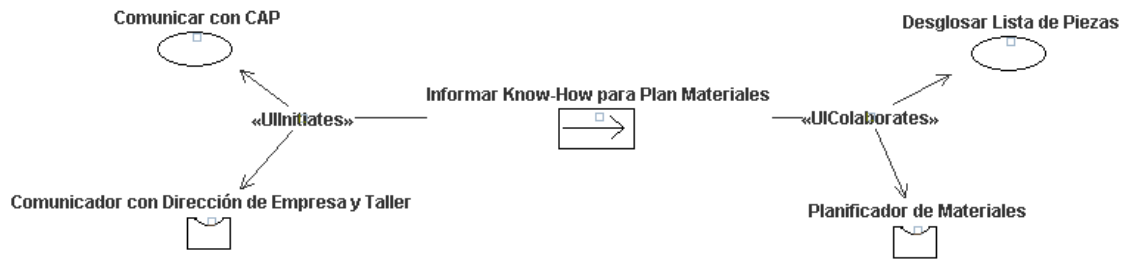 Comunicar con CAP
Desglosar Lista de Piezas
Informar Know-How para Plan Materiales
«UIInitiates»
«UIColaborates»
Comunicador con Dirección de Empresa y Taller
Planificador de Materiales